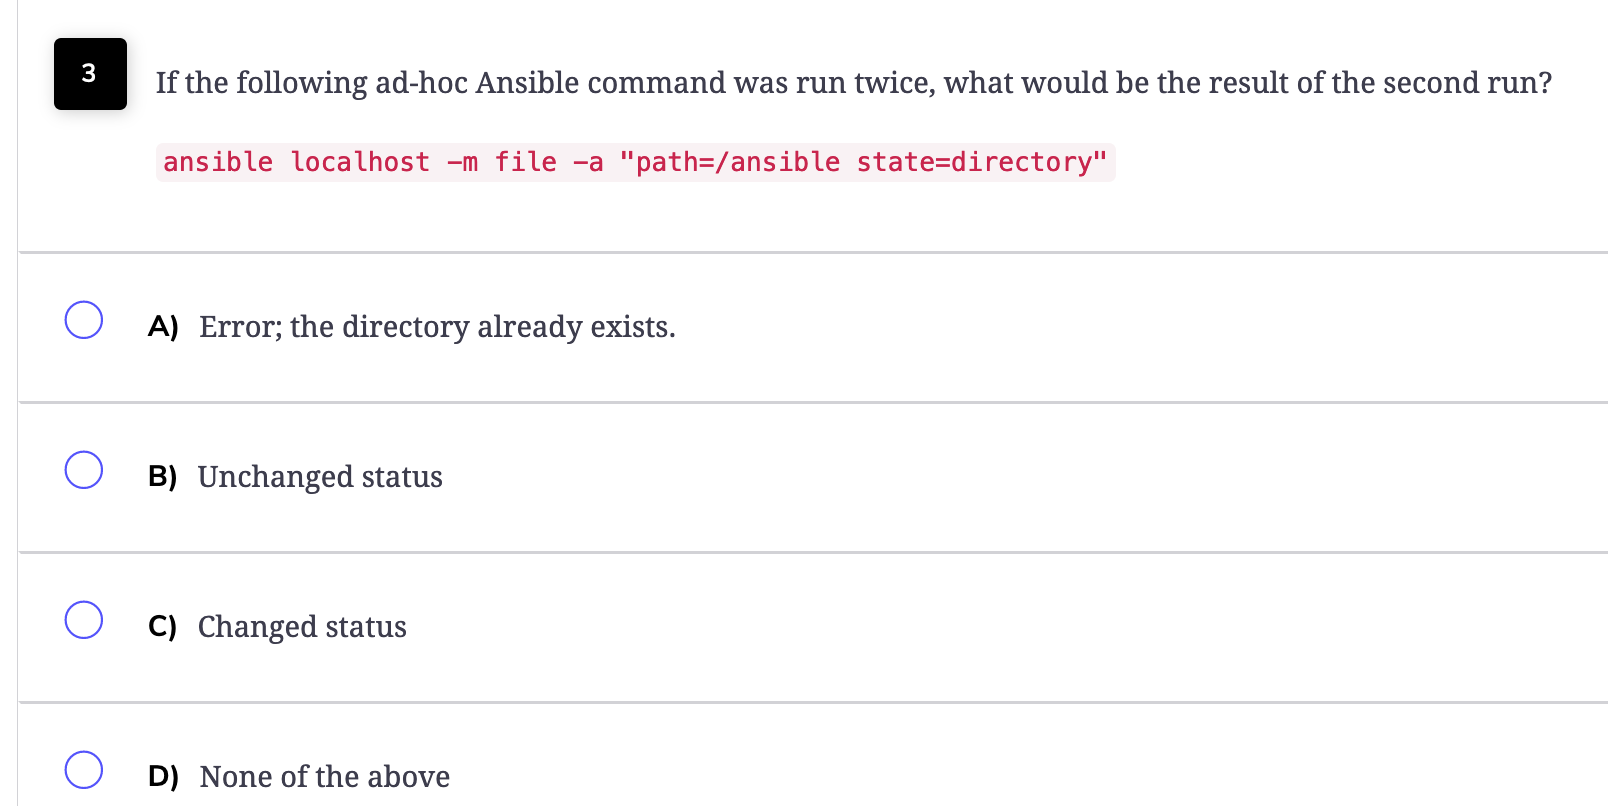 3
If the following ad-hoc Ansible command was run twice, what would be the result of the second run?
ansible localhost –m file –a "path=/ansible state=directory"
A) Error; the directory already exists.
B) Unchanged status
C) Changed status
D) None of the above